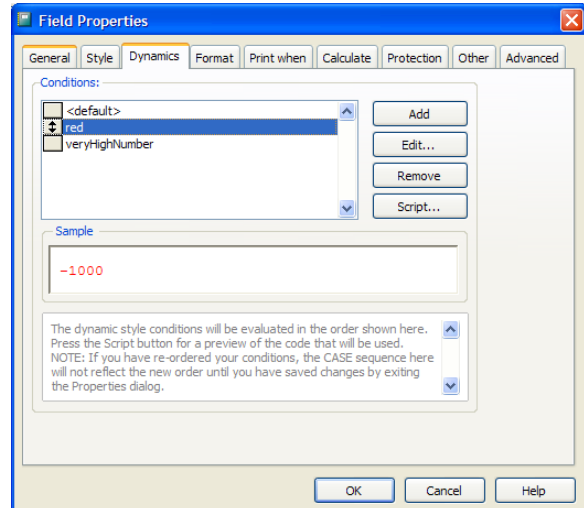 Field Properties
General Style Dynamics Format Print when Calculate Protection Other Advanced
Conditions:
<default>
red
veryHighNumber
Add
Edit...
Remove
Script...
Sample
-1000
The dynamic style conditions will be evaluated in the order shown here.
Press the Script button for a preview of the code that will be used.
NOTE: If you have re-ordered your conditions, the CASE sequence here
will not reflect the new order until you have saved changes by exiting
the Properties dialog.
OK Cancel Help